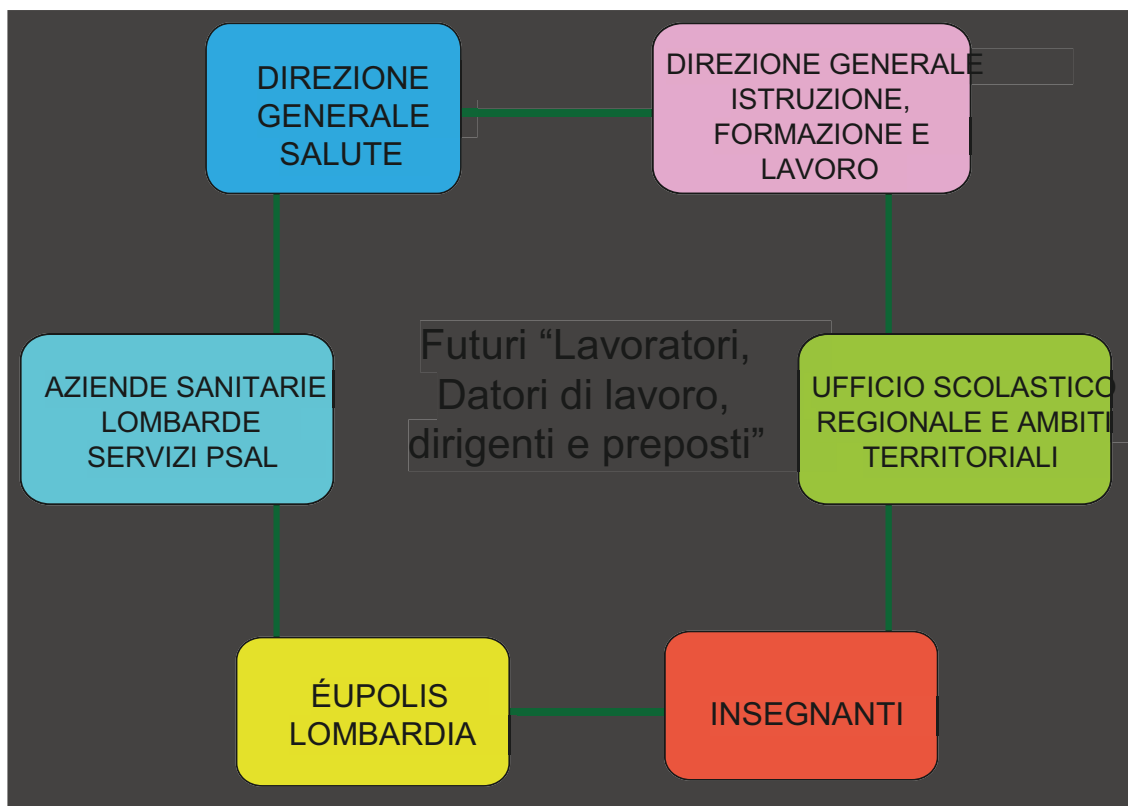 DIREZIONE
GENERALE
SALUTE
DIREZIONE GENERALE
ISTRUZIONE,
FORMAZIONE E
LAVORO
AZIENDE SANITARIE
LOMBARDE
SERVIZI PSAL
Futuri “Lavoratori,
Datori di lavoro,
dirigenti e preposti”
UFFICIO SCOLASTICO
REGIONALE E AMBITI
TERRITORIALI
ÉUPOLIS
LOMBARDIA
INSEGNANTI